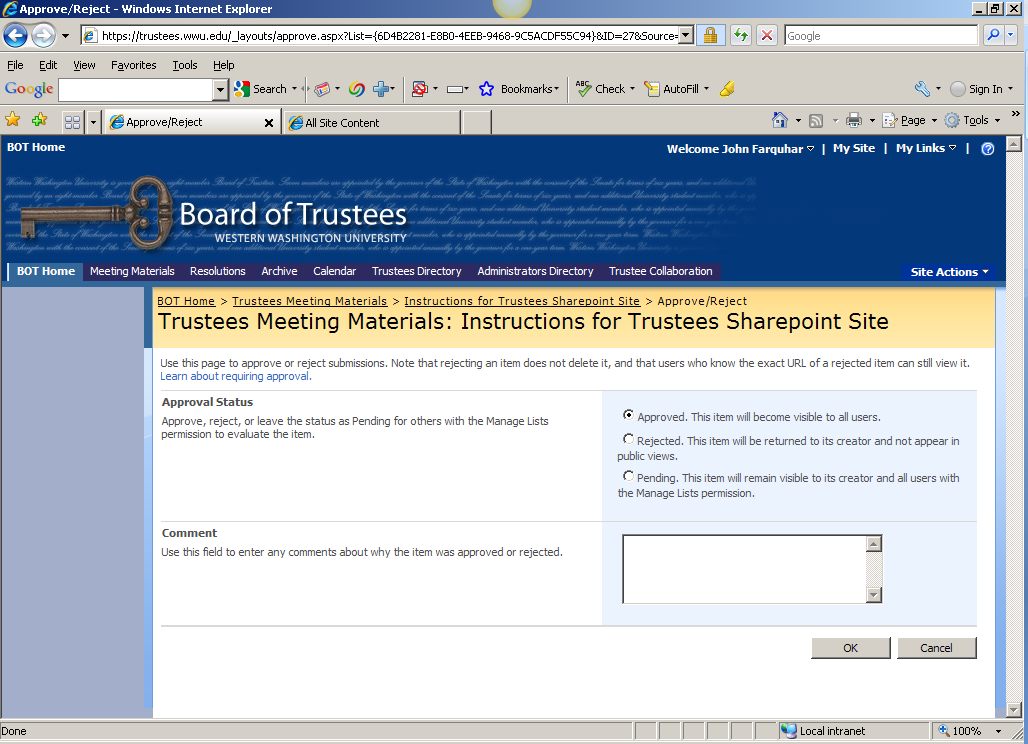 Approve/Reject - Windows Internet Explorer
https://trustees.wwu.edu/_layouts/approve.aspx?List={6D4B2281-E8B0-4EEB-9468-9C5ACDF55C94}&ID=27&Source=
Google
File Edit View Favorites Tools Help
Google Search Bookmarks Check AutoFill Sign In
Approve/Reject All Site Content Page Tools
BOT Home Welcome John Farquhar | My Site | My Links |
Board of Trustees
WESTERN WASHINGTON UNIVERSITY
BOT Home Meeting Materials Resolutions Archive Calendar Trustees Directory Administrators Directory Trustee Collaboration Site Actions
BOT Home > Trustees Meeting Materials > Instructions for Trustees Sharepoint Site > Approve/Reject
Trustees Meeting Materials: Instructions for Trustees Sharepoint Site
Use this page to approve or reject submissions. Note that rejecting an item does not delete it, and that users who know the exact URL of a rejected item can still view it.
Learn about requiring approval.
Approval Status
Approve, reject, or leave the status as Pending for others with the Manage Lists
permission to evaluate the item.
Approved. This item will become visible to all users.
Rejected. This item will be returned to its creator and not appear in
public views.
Pending. This item will remain visible to its creator and all users with
the Manage Lists permission.
Comment
Use this field to enter any comments about why the item was approved or rejected.
OK Cancel
Done Local intranet 100%